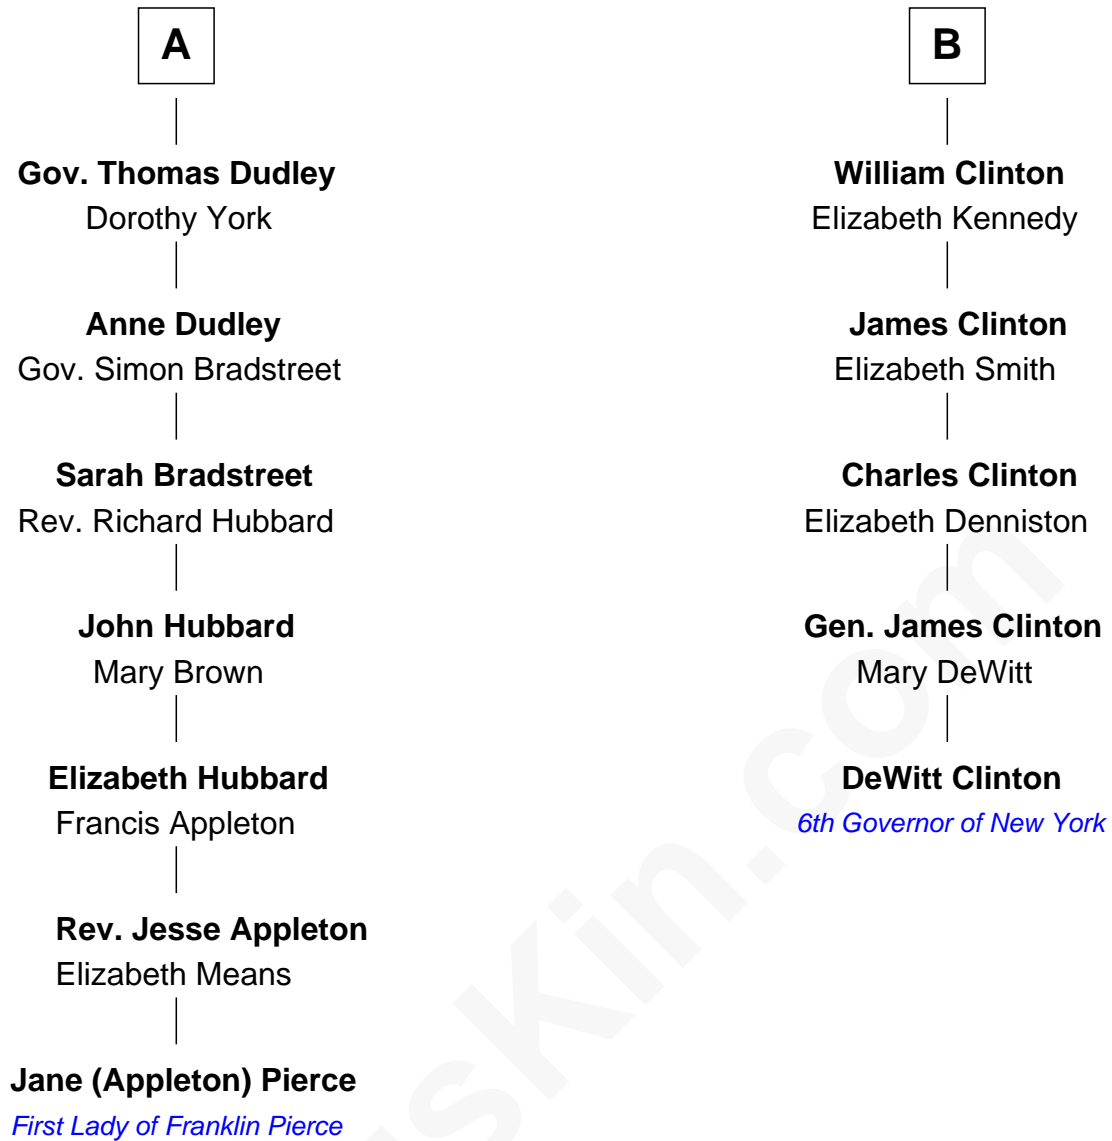 A
Gov. Thomas Dudley
Dorothy York
Anne Dudley
Gov. Simon Bradstreet
Sarah Bradstreet
Rev. Richard Hubbard
John Hubbard
Mary Brown
Elizabeth Hubbard
Francis Appleton
Rev. Jesse Appleton
Elizabeth Means
Jane (Appleton) Pierce
First Lady of Franklin Pierce
B
William Clinton
Elizabeth Kennedy
James Clinton
Elizabeth Smith
Charles Clinton
Elizabeth Denniston
Gen. James Clinton
Mary DeWitt
DeWitt Clinton
6th Governor of New York